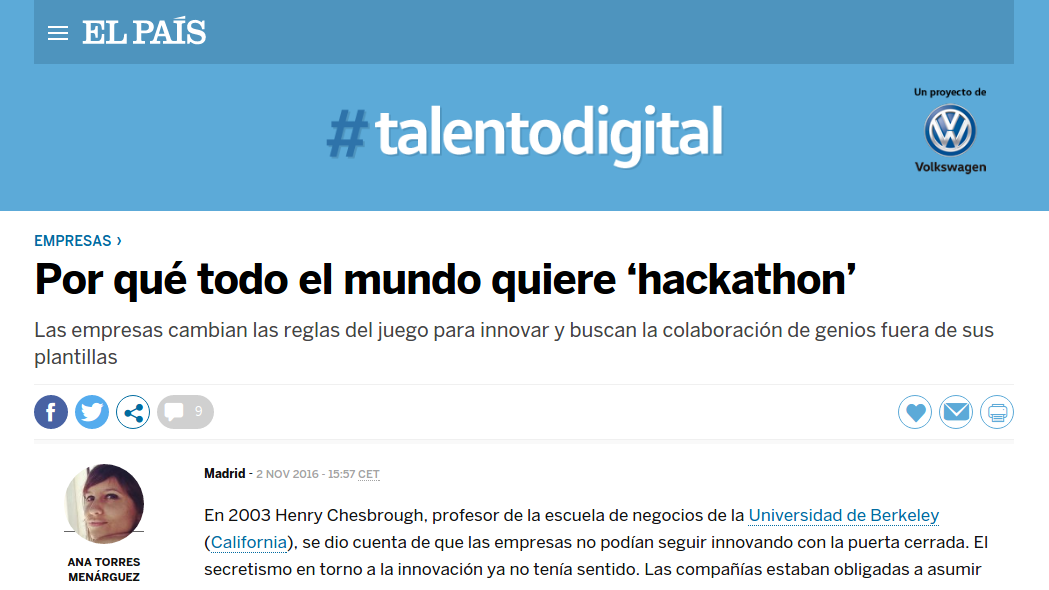 EL PAÍS
#talentodigital
Un proyecto de
Volkswagen
EMPRESAS ›
Por qué todo el mundo quiere ‘hackathon’
Las empresas cambian las reglas del juego para innovar y buscan la colaboración de genios fuera de sus
plantillas
9
Madrid - 2 NOV 2016 - 15:57 CET
ANA TORRES
MENÁRGUEZ
En 2003 Henry Chesbrough, profesor de la escuela de negocios de la Universidad de Berkeley
(California), se dio cuenta de que las empresas no podían seguir innovando con la puerta cerrada. El
secretismo en torno a la innovación ya no tenía sentido. Las compañías estaban obligadas a asumir